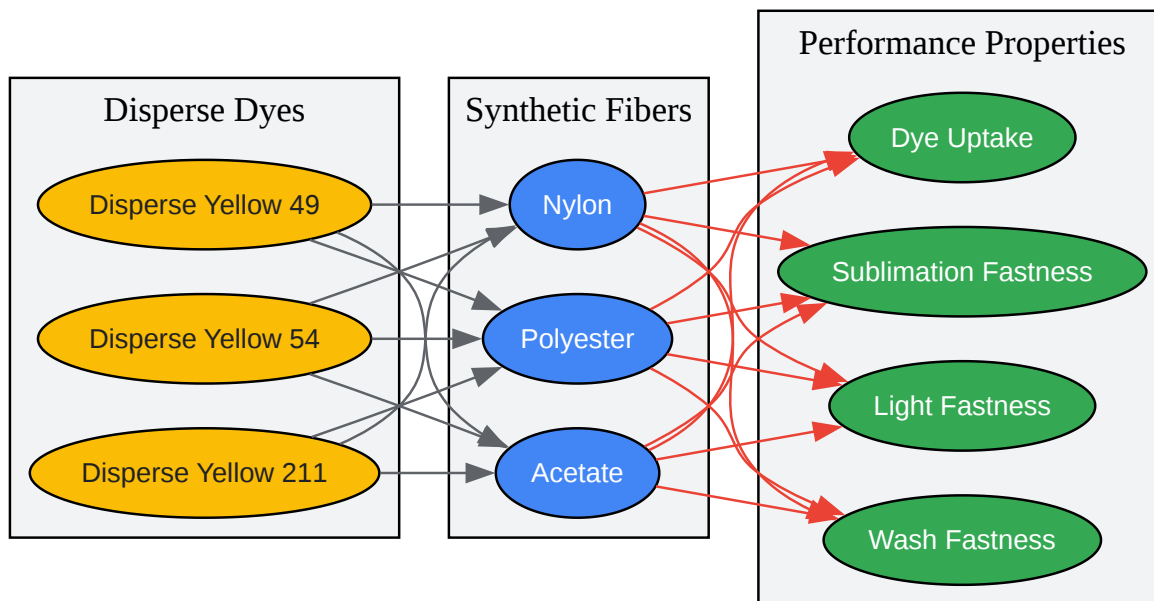 Disperse Dyes
Disperse Yellow 49
Disperse Yellow 54
Disperse Yellow 211
Synthetic Fibers
Nylon
Polyester
Acetate
Performance Properties
Dye Uptake
Sublimation Fastness
Light Fastness
Wash Fastness